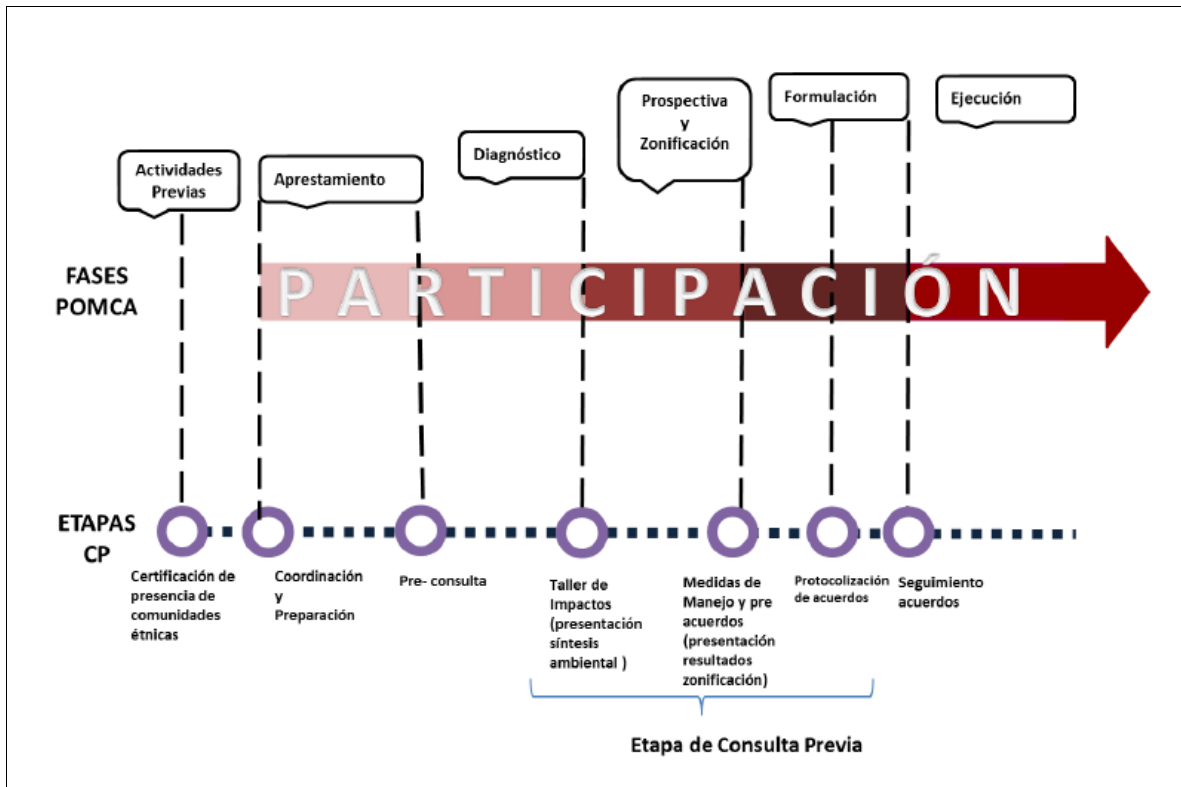 Prospectiva
y
Zonificación
Formulación
Ejecución
Diagnóstico
Actividades
Previas
Aprestamiento
FASES
POMCA
PARTICIPACIÓN
ETAPAS
CP
Certificación de
presencia de
comunidades
étnicas
Coordinación
y
Preparación
Pre- consulta
Taller de
Impactos
(presentación
síntesis
ambiental )
Medidas de
Manejo y pre
acuerdos
(presentación
resultados
zonificación)
Protocolización
de acuerdos
Seguimiento
acuerdos
Etapa de Consulta Previa